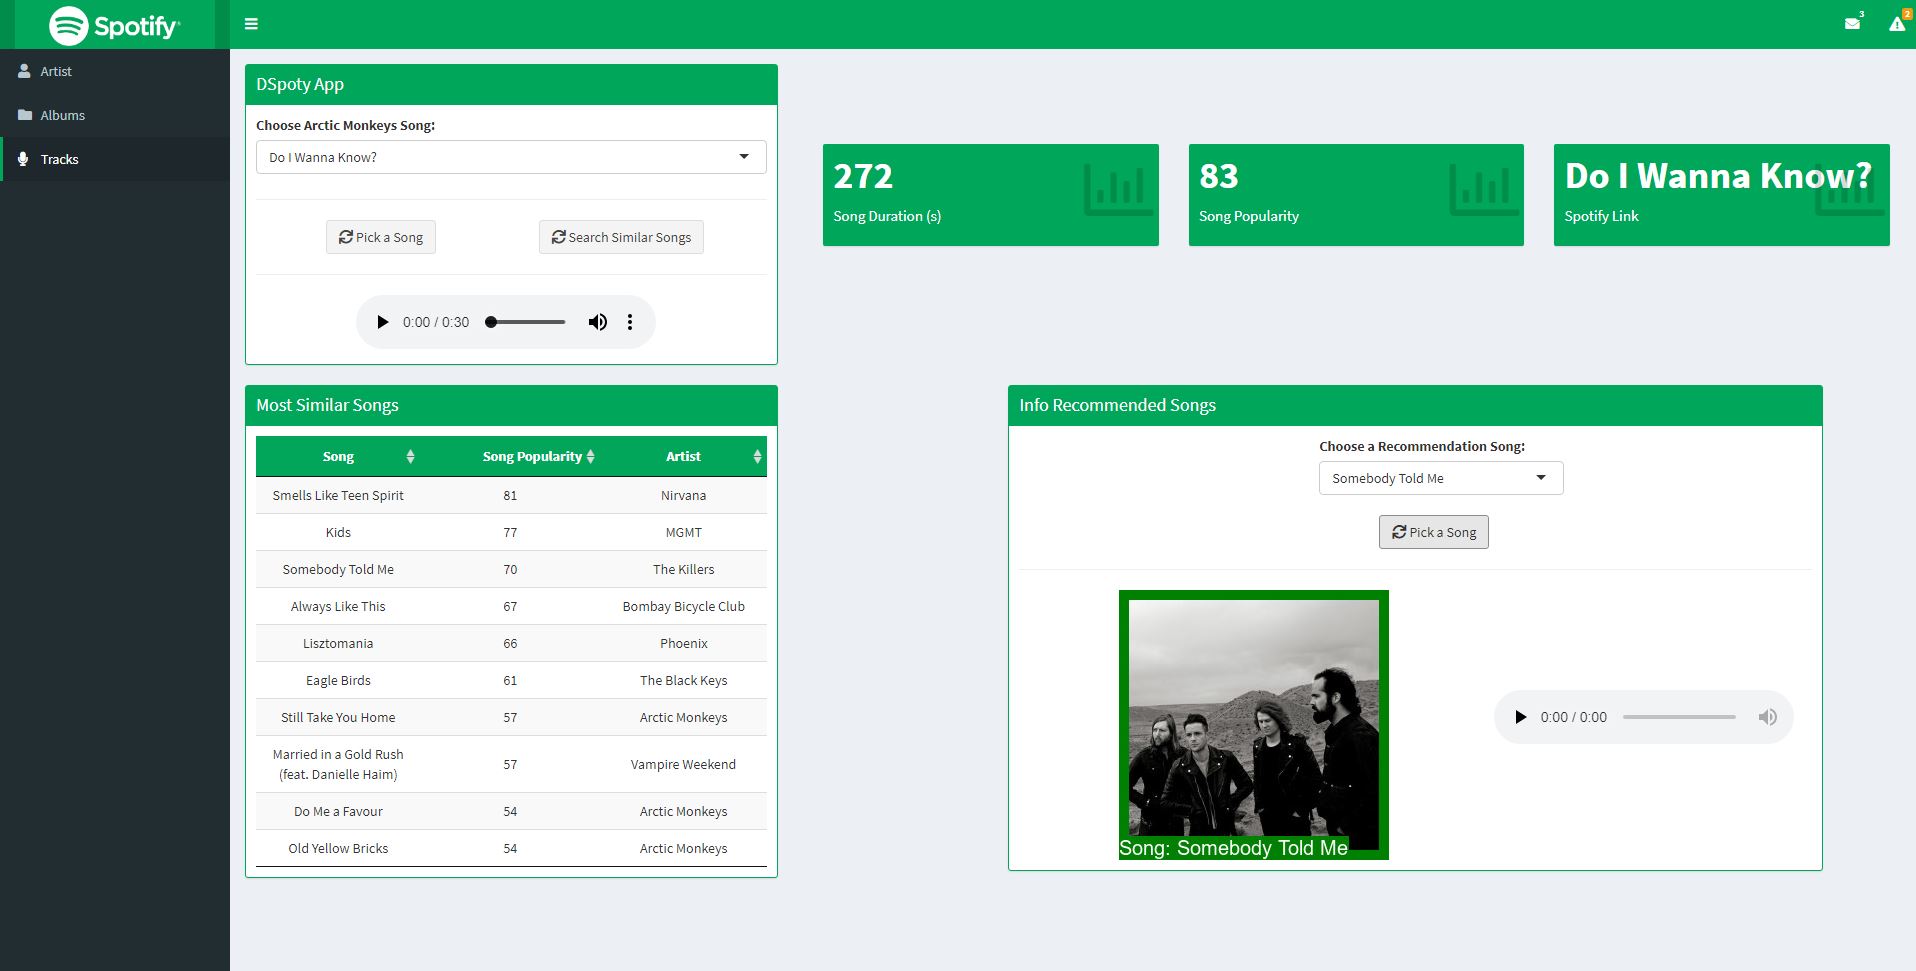 Spotify
3
2
Artist
Albums
Tracks
DSpoty App
Choose Arctic Monkeys Song:
Do I Wanna Know?
Pick a Song
Search Similar Songs
0:00 / 0:30
272
Song Duration (s)
83
Song Popularity
Do I Wanna Know?
Spotify Link
Most Similar Songs
Song Song Popularity Artist
Smells Like Teen Spirit 81 Nirvana
Kids 77 MGMT
Somebody Told Me 70 The Killers
Always Like This 67 Bombay Bicycle Club
Lisztomania 66 Phoenix
Eagle Birds 61 The Black Keys
Still Take You Home 57 Arctic Monkeys
Married in a Gold Rush
(feat. Danielle Haim) 57 Vampire Weekend
Do Me a Favour 54 Arctic Monkeys
Old Yellow Bricks 54 Arctic Monkeys
Info Recommended Songs
Choose a Recommendation Song:
Somebody Told Me
Pick a Song
Song: Somebody Told Me
0:00 / 0:00